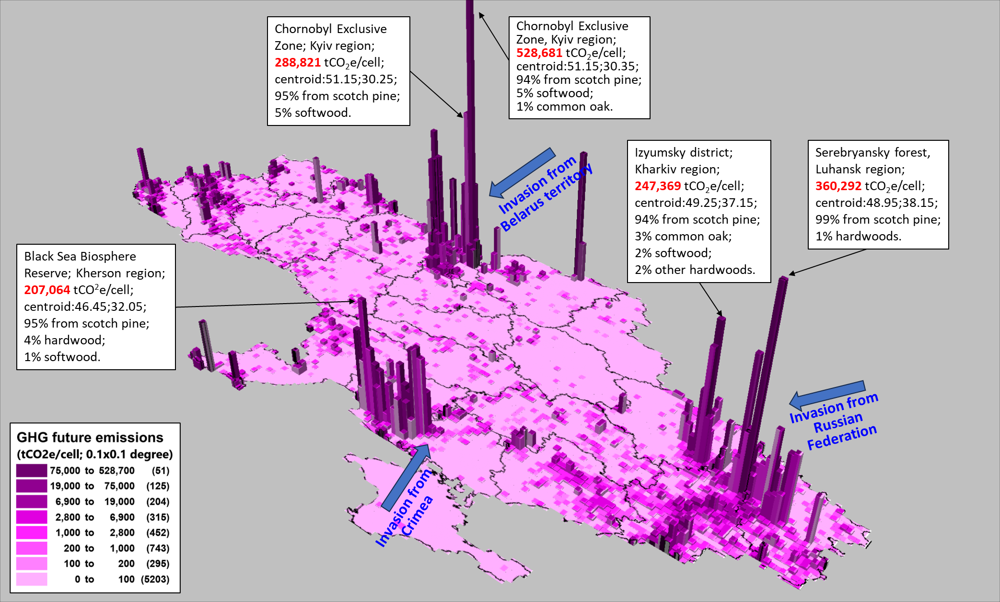 Chornobyl Exclusive
Zone; Kyiv region;
288,821 tCO₂e/cell;
centroid:51.15;30.25;
95% from scotch pine;
5% softwood.
Chornobyl Exclusive
Zone, Kyiv region;
528,681 tCO₂e/cell;
centroid:51.15;30.35;
94% from scotch pine;
5% softwood;
1% common oak.
Izyumsky district;
Kharkiv region;
247,369 tCO₂e/cell;
centroid:49.25;37.15;
94% from scotch pine;
3% common oak;
2% softwood;
2% other hardwoods.
Serebryansky forest,
Luhansk region;
360,292 tCO₂e/cell;
centroid:48.95;38.15;
99% from scotch pine;
1% hardwoods.
Invasion from
Belarus territory
Black Sea Biosphere
Reserve; Kherson region;
207,064 tCO²e/cell;
centroid:46.45;32.05;
95% from scotch pine;
4% hardwood;
1% softwood.
Invasion from
Russian
Federation
Invasion from
Crimea
GHG future emissions
(tCO2e/cell; 0.1x0.1 degree)
75,000 to 528,700 (51)
19,000 to 75,000 (125)
6,900 to 19,000 (204)
2,800 to 6,900 (315)
1,000 to 2,800 (452)
200 to 1,000 (743)
100 to 200 (295)
0 to 100 (5203)